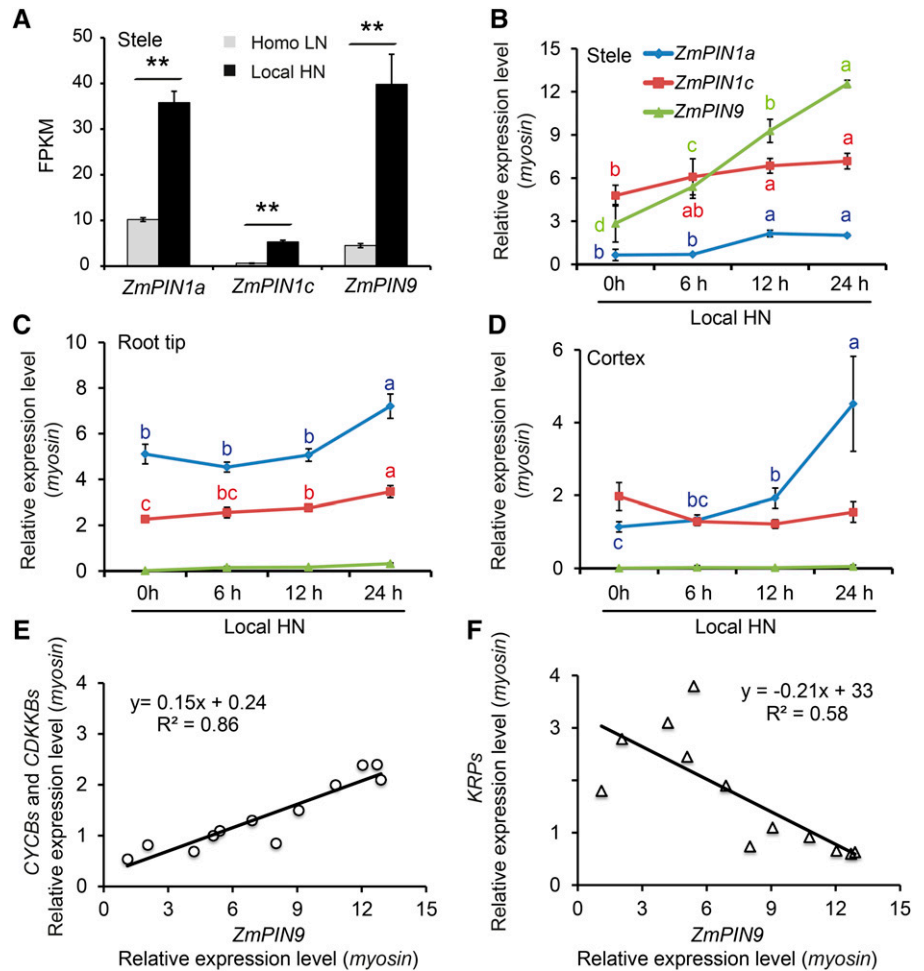 A
Stele
Homo LN
Local HN
**
**
**
FPKM
50
40
30
20
10
0
ZmPIN1a
ZmPIN1c
ZmPIN9
B
Stele
ZmPIN1a
ZmPIN1c
ZmPIN9
Relative expression level
(myosin)
15
12
9
6
3
0
a
b
c
d
b
ab
a
a
b
b
a
a
0h
6 h
12 h
24 h
Local HN
C
Root tip
Relative expression level
(myosin)
10
8
6
4
2
0
b
b
b
a
c
bc
b
a
0h
6 h
12 h
24 h
Local HN
D
Cortex
Relative expression level
(myosin)
6
4
2
0
c
bc
b
a
0h
6 h
12 h
24 h
Local HN
E
CYCBs and CDKKBs
Relative expression level (myosin)
y= 0.15x + 0.24
R² = 0.86
4
3
2
1
0
0
3
6
9
12
15
ZmPIN9
Relative expression level (myosin)
F
KRPs
Relative expression level (myosin)
y = -0.21x + 33
R² = 0.58
4
3
1
0
0
3
6
9
12
15
ZmPIN9
Relative expression level (myosin)